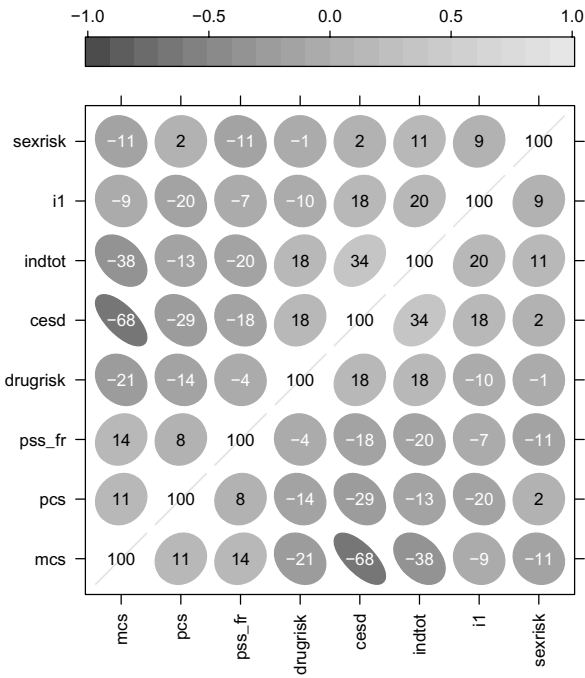 −1.0 −0.5 0.0 0.5 1.0
sexrisk −11 2 −11 −1 2 11 9 100
i1 −9 −20 −7 −10 18 20 100 9
indtot −38 −13 −20 18 34 100 20 11
cesd −68 −29 −18 18 100 34 18 2
drugrisk −21 −14 −4 100 18 18 −10 −1
pss_fr 14 8 100 −4 −18 −20 −7 −11
pcs 11 100 8 −14 −29 −13 −20 2
mcs 100 11 14 −21 −68 −38 −9 −11
mcs pcs pss_fr drugrisk cesd indtot i1 sexrisk